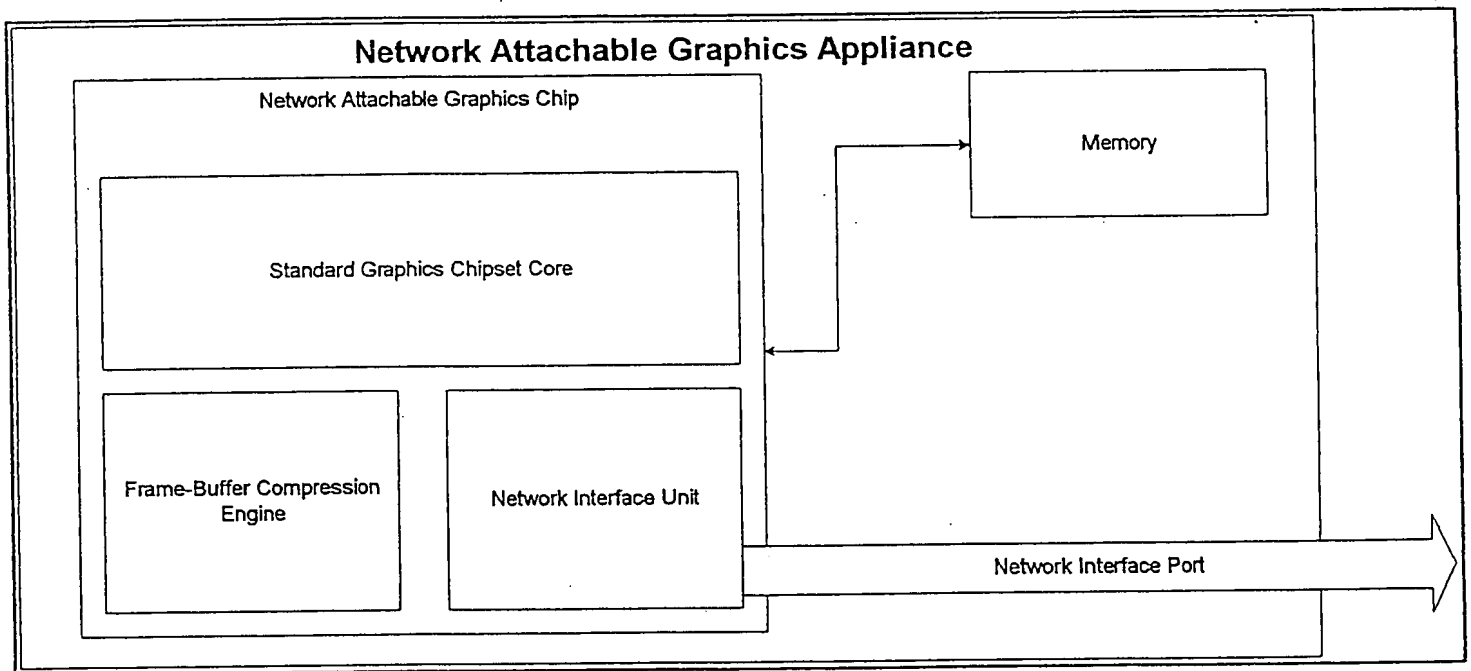 Network Attachable Graphics Appliance
Network Attachable Graphics Chip
Memory
Standard Graphics Chipset Core
Frame-Buffer Compression
Engine
Network Interface Unit
Network Interface Port